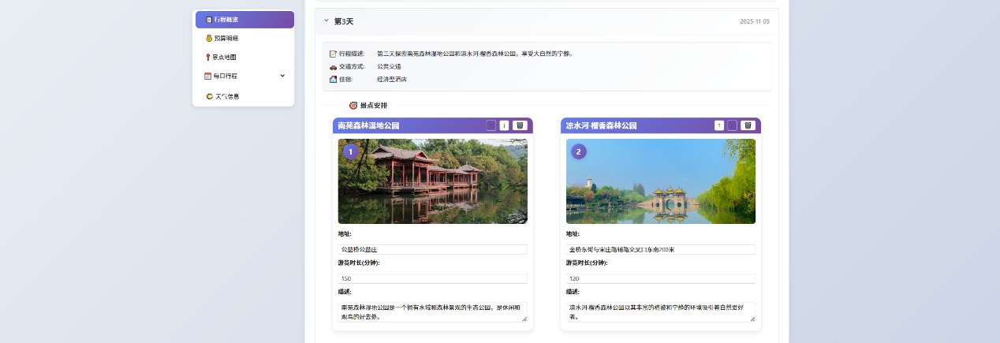 行程概览
预算明细
景点地图
每日行程
天气信息
第3天
2025-11-05
行程描述: 第三天探索南苑森林湿地公园和凉水河·榴香森林公园，享受大自然的宁静。
交通方式: 公共交通
住宿: 经济型酒店
景点安排
南苑森林湿地公园
↑ ↓
1
地址:
公益桥公益庄
游览时长(分钟):
150
描述:
南苑森林湿地公园是一个拥有水域和森林景观的生态公园，是休闲和
观鸟的好去处。
凉水河·榴香森林公园
↑ ↓
2
地址:
金桥东街与宋庄路辅路交叉口东南200米
游览时长(分钟):
120
描述:
凉水河·榴香森林公园以其丰富的植被和宁静的环境吸引着自然爱好
者。